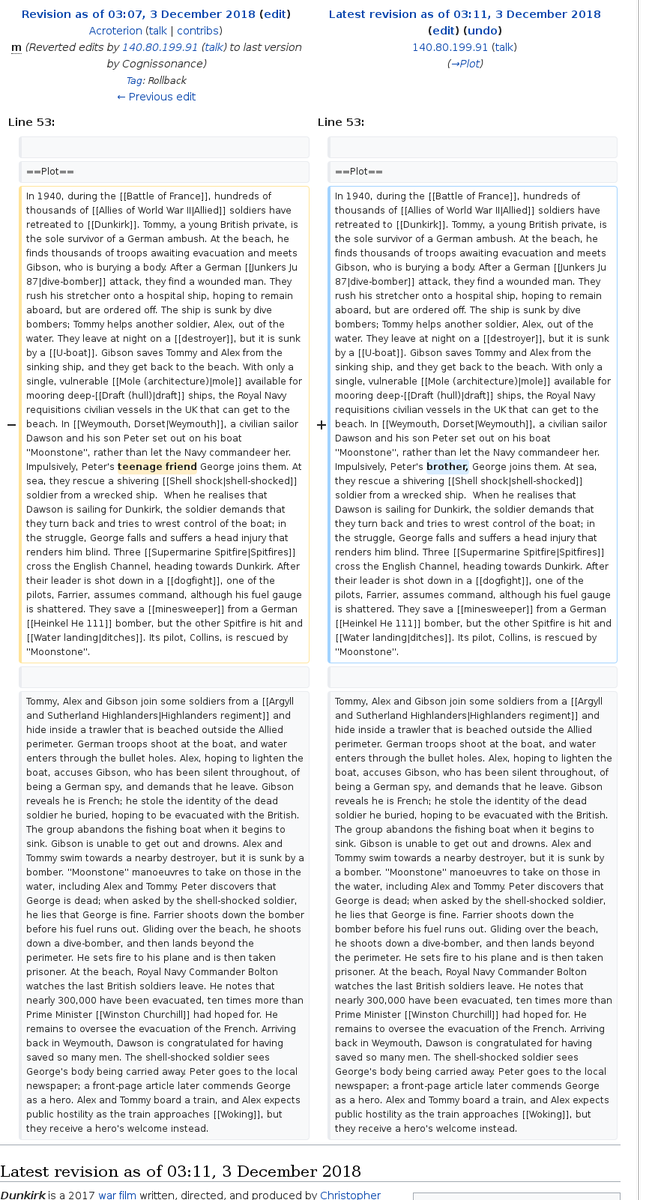 Revision as of 03:07, 3 December 2018 (edit)
Acroterion (talk | contribs)
m (Reverted edits by 140.80.199.91 (talk) to last version
by Cognissonance)
Tag: Rollback
← Previous edit
Latest revision as of 03:11, 3 December 2018
(edit) (undo)
140.80.199.91 (talk)
(→Plot)
Line 53:
Line 53:
==Plot==
==Plot==
−
In 1940, during the [[Battle of France]], hundreds of
thousands of [[Allies of World War II|Allied]] soldiers have
retreated to [[Dunkirk]]. Tommy, a young British private, is
the sole survivor of a German ambush. At the beach, he
finds thousands of troops awaiting evacuation and meets
Gibson, who is burying a body. After a German [[Junkers Ju
87|dive-bomber]] attack, they find a wounded man. They
rush his stretcher onto a hospital ship, hoping to remain
aboard, but are ordered off. The ship is sunk by dive
bombers; Tommy helps another soldier, Alex, out of the
water. They leave at night on a [[destroyer]], but it is sunk
by a [[U-boat]]. Gibson saves Tommy and Alex from the
sinking ship, and they get back to the beach. With only a
single, vulnerable [[Mole (architecture)|mole]] available for
mooring deep-[[Draft (hull)|draft]] ships, the Royal Navy
requisitions civilian vessels in the UK that can get to the
beach. In [[Weymouth, Dorset|Weymouth]], a civilian sailor
Dawson and his son Peter set out on his boat
"Moonstone", rather than let the Navy commandeer her.
Impulsively, Peter's teenage friend George joins them. At
sea, they rescue a shivering [[Shell shock|shell-shocked]]
soldier from a wrecked ship.  When he realises that
Dawson is sailing for Dunkirk, the soldier demands that
they turn back and tries to wrest control of the boat; in
the struggle, George falls and suffers a head injury that
renders him blind. Three [[Supermarine Spitfire|Spitfires]]
cross the English Channel, heading towards Dunkirk. After
their leader is shot down in a [[dogfight]], one of the
pilots, Farrier, assumes command, although his fuel gauge
is shattered. They save a [[minesweeper]] from a German
[[Heinkel He 111]] bomber, but the other Spitfire is hit and
[[Water landing|ditches]]. Its pilot, Collins, is rescued by
"Moonstone".
+
In 1940, during the [[Battle of France]], hundreds of
thousands of [[Allies of World War II|Allied]] soldiers have
retreated to [[Dunkirk]]. Tommy, a young British private, is
the sole survivor of a German ambush. At the beach, he
finds thousands of troops awaiting evacuation and meets
Gibson, who is burying a body. After a German [[Junkers Ju
87|dive-bomber]] attack, they find a wounded man. They
rush his stretcher onto a hospital ship, hoping to remain
aboard, but are ordered off. The ship is sunk by dive
bombers; Tommy helps another soldier, Alex, out of the
water. They leave at night on a [[destroyer]], but it is sunk
by a [[U-boat]]. Gibson saves Tommy and Alex from the
sinking ship, and they get back to the beach. With only a
single, vulnerable [[Mole (architecture)|mole]] available for
mooring deep-[[Draft (hull)|draft]] ships, the Royal Navy
requisitions civilian vessels in the UK that can get to the
beach. In [[Weymouth, Dorset|Weymouth]], a civilian sailor
Dawson and his son Peter set out on his boat
"Moonstone", rather than let the Navy commandeer her.
Impulsively, Peter's brother, George joins them. At sea,
they rescue a shivering [[Shell shock|shell-shocked]]
soldier from a wrecked ship.  When he realises that
Dawson is sailing for Dunkirk, the soldier demands that
they turn back and tries to wrest control of the boat; in
the struggle, George falls and suffers a head injury that
renders him blind. Three [[Supermarine Spitfire|Spitfires]]
cross the English Channel, heading towards Dunkirk. After
their leader is shot down in a [[dogfight]], one of the
pilots, Farrier, assumes command, although his fuel gauge
is shattered. They save a [[minesweeper]] from a German
[[Heinkel He 111]] bomber, but the other Spitfire is hit and
[[Water landing|ditches]]. Its pilot, Collins, is rescued by
"Moonstone".
Tommy, Alex and Gibson join some soldiers from a [[Argyll
and Sutherland Highlanders|Highlanders regiment]] and
hide inside a trawler that is beached outside the Allied
perimeter. German troops shoot at the boat, and water
enters through the bullet holes. Alex, hoping to lighten the
boat, accuses Gibson, who has been silent throughout, of
being a German spy, and demands that he leave. Gibson
reveals he is French; he stole the identity of the dead
soldier he buried, hoping to be evacuated with the British.
The group abandons the fishing boat when it begins to
sink. Gibson is unable to get out and drowns. Alex and
Tommy swim towards a nearby destroyer, but it is sunk by a
bomber. "Moonstone" manoeuvres to take on those in the
water, including Alex and Tommy. Peter discovers that
George is dead; when asked by the shell-shocked soldier,
he lies that George is fine. Farrier shoots down the bomber
before his fuel runs out. Gliding over the beach, he shoots
down a dive-bomber, and then lands beyond the
perimeter. He sets fire to his plane and is then taken
prisoner. At the beach, Royal Navy Commander Bolton
watches the last British soldiers leave. He notes that
nearly 300,000 have been evacuated, ten times more than
Prime Minister [[Winston Churchill]] had hoped for. He
remains to oversee the evacuation of the French. Arriving
back in Weymouth, Dawson is congratulated for having
saved so many men. The shell-shocked soldier sees
George's body being carried away. Peter goes to the local
newspaper; a front-page article later commends George
as a hero. Alex and Tommy board a train, and Alex expects
public hostility as the train approaches [[Woking]], but
they receive a hero's welcome instead.
Tommy, Alex and Gibson join some soldiers from a [[Argyll
and Sutherland Highlanders|Highlanders regiment]] and
hide inside a trawler that is beached outside the Allied
perimeter. German troops shoot at the boat, and water
enters through the bullet holes. Alex, hoping to lighten the
boat, accuses Gibson, who has been silent throughout, of
being a German spy, and demands that he leave. Gibson
reveals he is French; he stole the identity of the dead
soldier he buried, hoping to be evacuated with the British.
The group abandons the fishing boat when it begins to
sink. Gibson is unable to get out and drowns. Alex and
Tommy swim towards a nearby destroyer, but it is sunk by
a bomber. "Moonstone" manoeuvres to take on those in
the water, including Alex and Tommy. Peter discovers that
George is dead; when asked by the shell-shocked soldier,
he lies that George is fine. Farrier shoots down the
bomber before his fuel runs out. Gliding over the beach,
he shoots down a dive-bomber, and then lands beyond
the perimeter. He sets fire to his plane and is then taken
prisoner. At the beach, Royal Navy Commander Bolton
watches the last British soldiers leave. He notes that
nearly 300,000 have been evacuated, ten times more than
Prime Minister [[Winston Churchill]] had hoped for. He
remains to oversee the evacuation of the French. Arriving
back in Weymouth, Dawson is congratulated for having
saved so many men. The shell-shocked soldier sees
George's body being carried away. Peter goes to the local
newspaper; a front-page article later commends George
as a hero. Alex and Tommy board a train, and Alex expects
public hostility as the train approaches [[Woking]], but
they receive a hero's welcome instead.
Latest revision as of 03:11, 3 December 2018
Dunkirk is a 2017 war film written, directed, and produced by Christopher